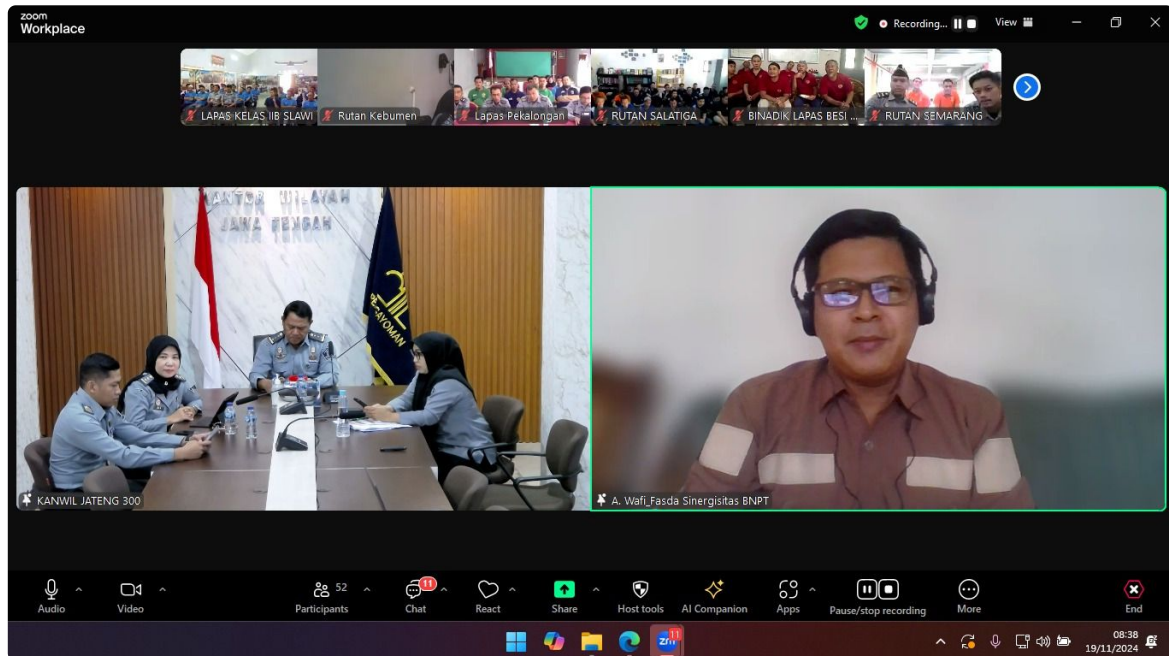 zoom
Workplace
Recording...
View
LAPAS KELAS IIB SLAWI
Rutan Kebumen
Lapas Pekalongan
RUTAN SALATIGA
BINADIK LAPAS BESI ...
RUTAN SEMARANG
KANTOR WILAYAH
JAWA TENGAH
PENGAYOMAN
KANWIL JATENG 300
A. Wafi_Fasda Sinergisitas BNPT
52
11
Audio
Video
Participants
Chat
React
Share
Host tools
AI Companion
Apps
Pause/stop recording
More
End
zm
11
08:38
19/11/2024